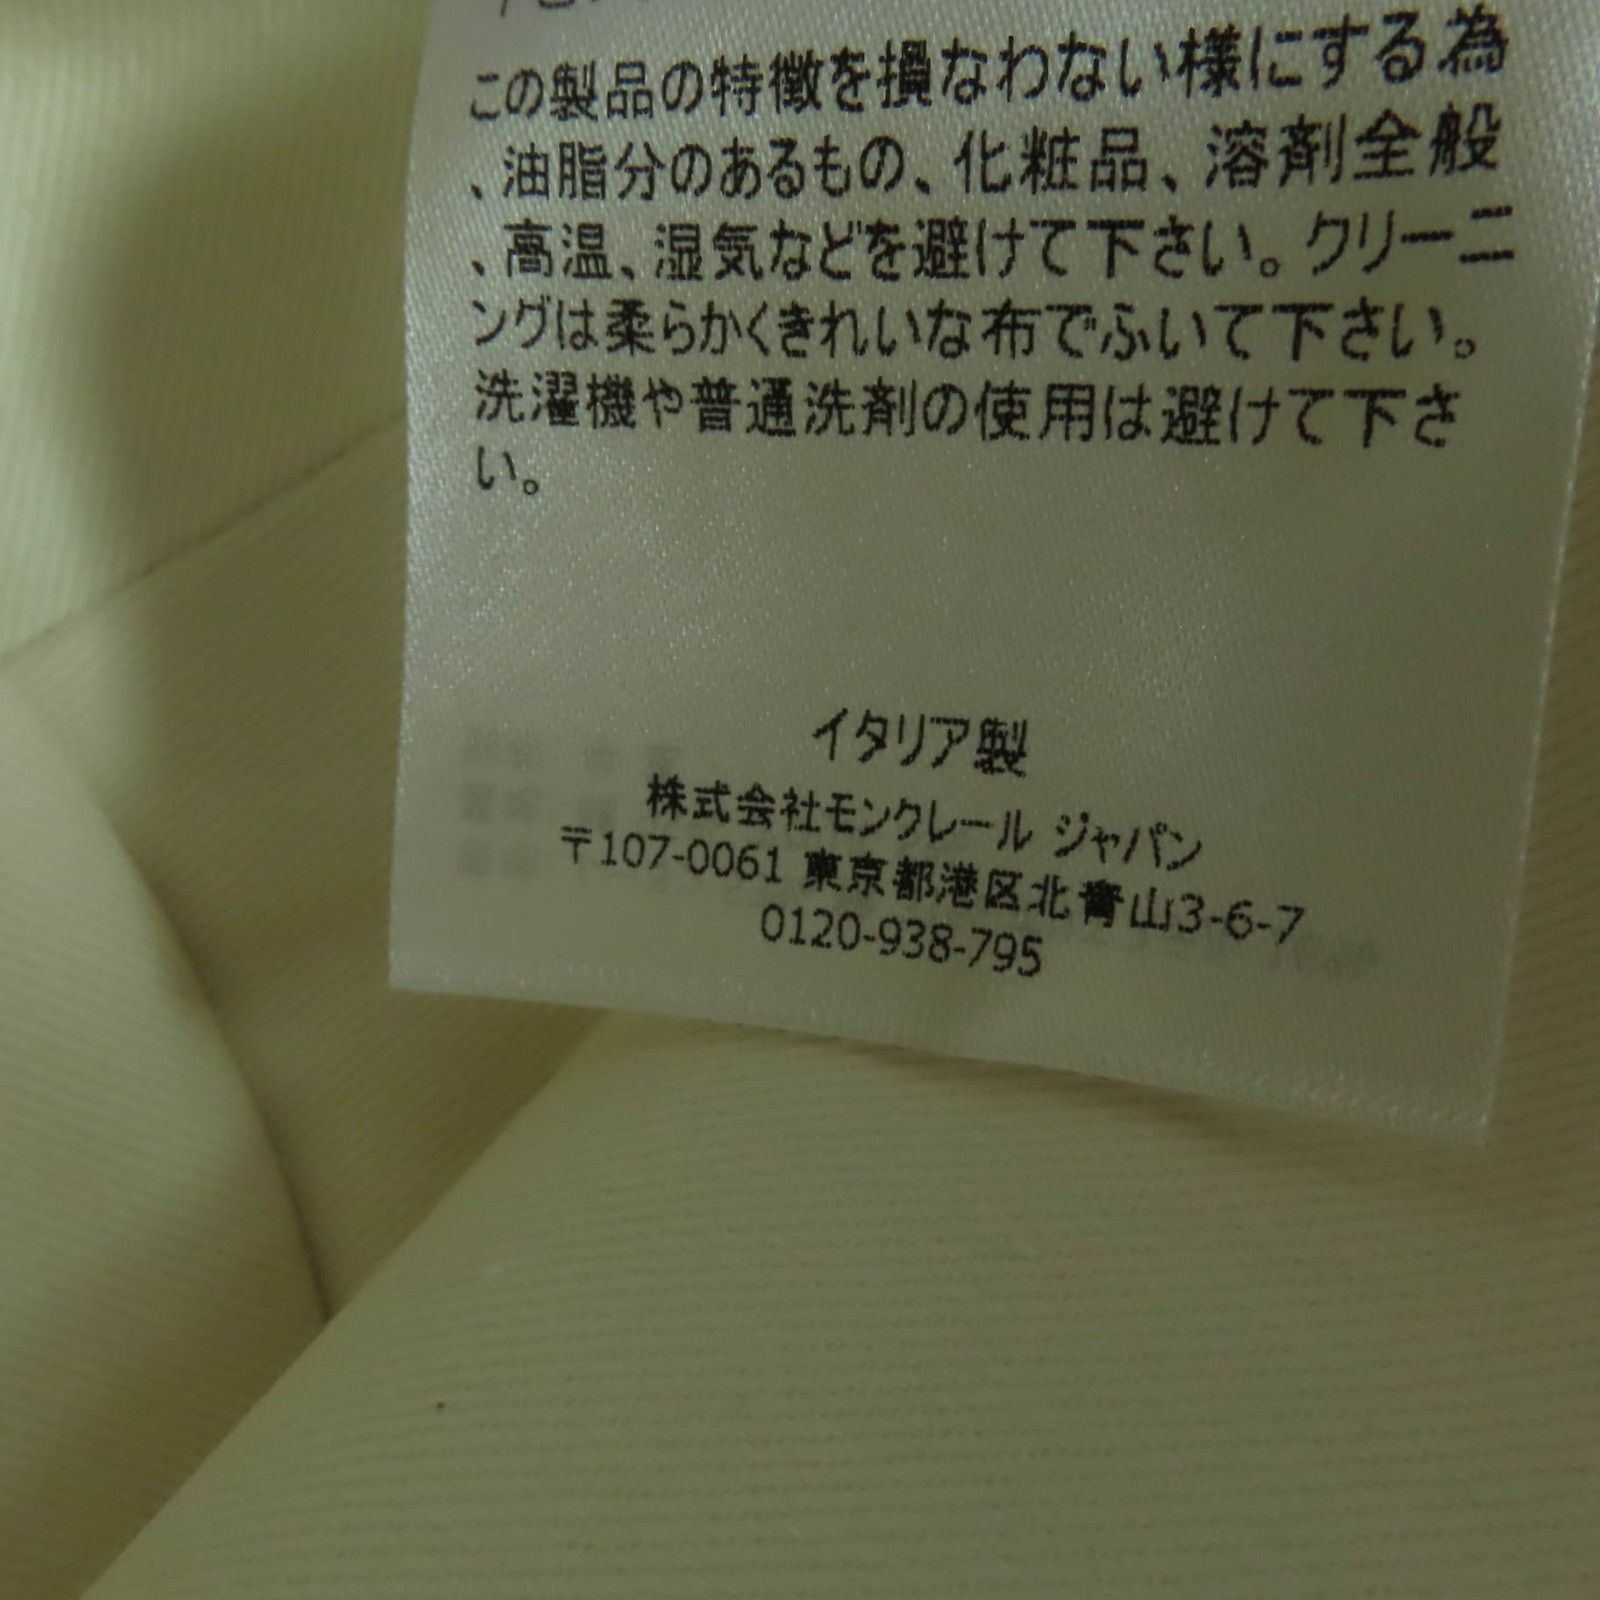 この製品の特徴を損なわない様にする為
、油脂分のあるもの、化粧品、溶剤全般
、高温、湿気などを避けて下さい。クリーニ
ングは柔らかくきれいな布でふいて下さい。
洗濯機や普通洗剤の使用は避けて下さ
い。
イタリア製
株式会社モンクレール ジャパン
〒107-0061 東京都港区北青山3-6-7
0120-938-795